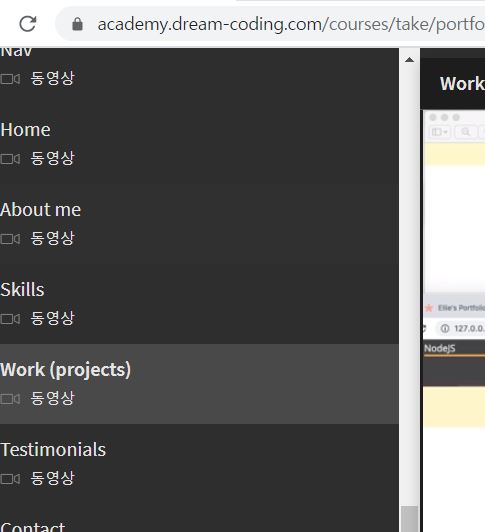 academy.dream-coding.com/courses/take/portfo
Nav
동영상
Home
동영상
About me
동영상
Skills
동영상
Work (projects)
동영상
Testimonials
동영상
Contact
Work
Ellie's Portfolio
127.0.0.
NodeJS